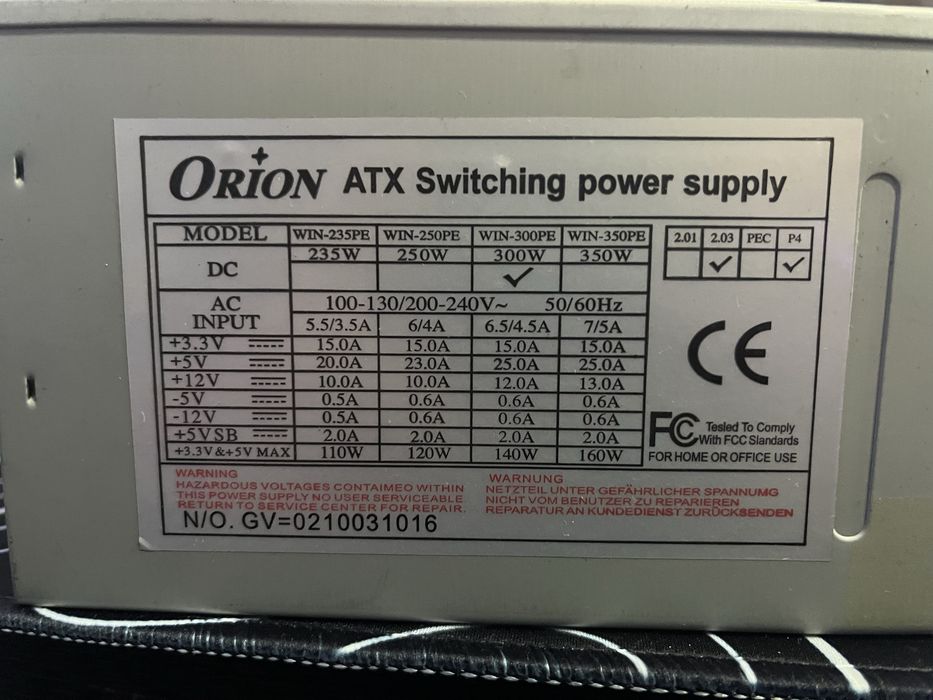 ORION ATX Switching power supply
MODEL WIN-235PE WIN-250PE WIN-300PE WIN-350PE
DC 235W 250W 300W 350W
✓
2.01 2.03 PEC P4
✓ ✓
AC INPUT 100-130/200-240V~ 50/60Hz
5.5/3.5A 6/4A 6.5/4.5A 7/5A
+3.3V 15.0A 15.0A 15.0A 15.0A
+5V 20.0A 23.0A 25.0A 25.0A
+12V 10.0A 10.0A 12.0A 13.0A
-5V 0.5A 0.6A 0.6A 0.6A
-12V 0.5A 0.6A 0.6A 0.6A
+5VSB 2.0A 2.0A 2.0A 2.0A
+3.3V&+5V MAX 110W 120W 140W 160W
CE
FC Tested To Comply
With FCC Slandards
FOR HOME OR OFFICE USE
WARNING
HAZARDOUS VOLTAGES CONTAIMEO WITHIN
THIS POWER SUPPLY NO USER SERVICEABLE
RETURN TO SERVICE CENTER FOR REPAIR.
WARNUNG
NETZTEIL UNTER GEFÄHRLICHER SPANNUMG
NICHT VOM BENUTZER ZU REPARIEREN
REPARATUR AN KUNDEDIENST ZURÜCKSENDEN
N/O. GV=0210031016